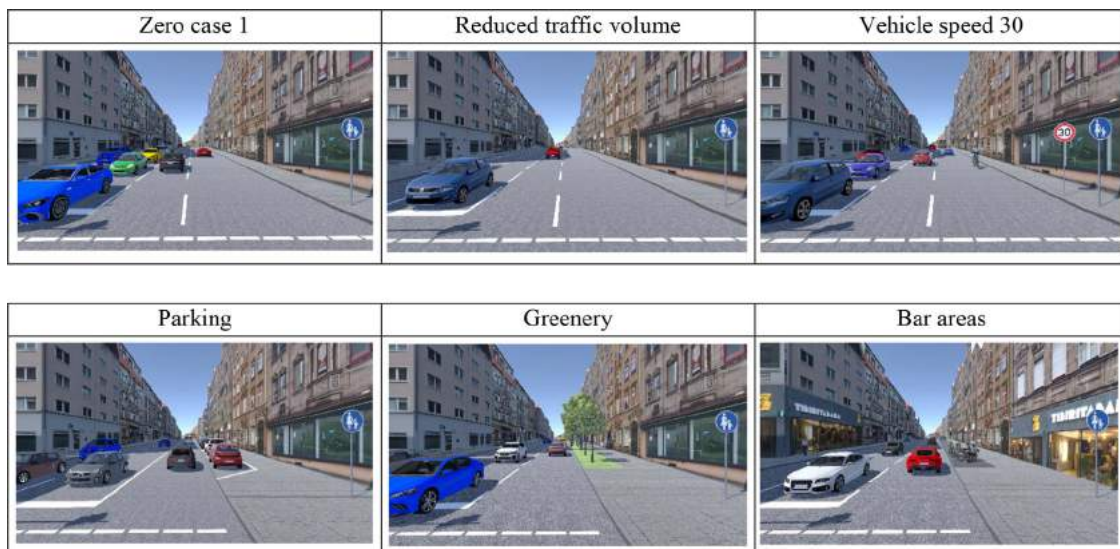 Zero case 1
Reduced traffic volume
Vehicle speed 30
30
Parking
Greenery
Bar areas